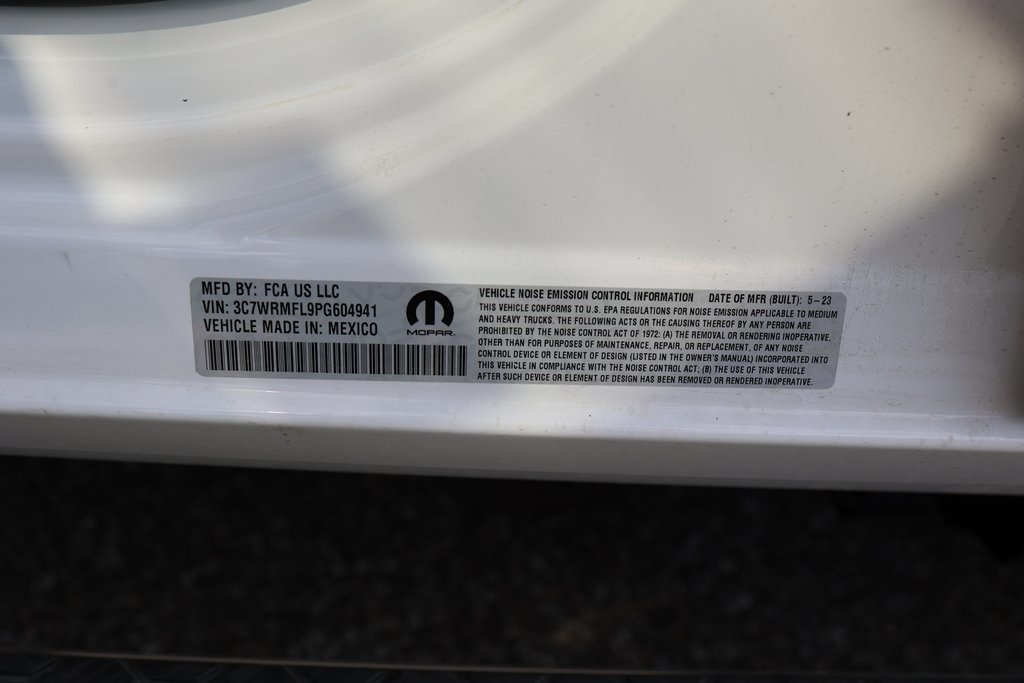 MFD BY: FCA US LLC
VIN: 3C7WRMFL9PG604941
VEHICLE MADE IN: MEXICO
MOPAR
VEHICLE NOISE EMISSION CONTROL INFORMATION DATE OF MFR (BUILT): 5-23
THIS VEHICLE CONFORMS TO U.S. EPA REGULATIONS FOR NOISE EMISSION APPLICABLE TO MEDIUM
AND HEAVY TRUCKS. THE FOLLOWING ACTS OR THE CAUSING THEREOF BY ANY PERSON ARE
PROHIBITED BY THE NOISE CONTROL ACT OF 1972: (A) THE REMOVAL OR RENDERING INOPERATIVE,
OTHER THAN FOR PURPOSES OF MAINTENANCE, REPAIR, OR REPLACEMENT, OF ANY NOISE
CONTROL DEVICE OR ELEMENT OF DESIGN (LISTED IN THE OWNER'S MANUAL) INCORPORATED INTO
THIS VEHICLE IN COMPLIANCE WITH THE NOISE CONTROL ACT; (B) THE USE OF THIS VEHICLE
AFTER SUCH DEVICE OR ELEMENT OF DESIGN HAS BEEN REMOVED OR RENDERED INOPERATIVE.